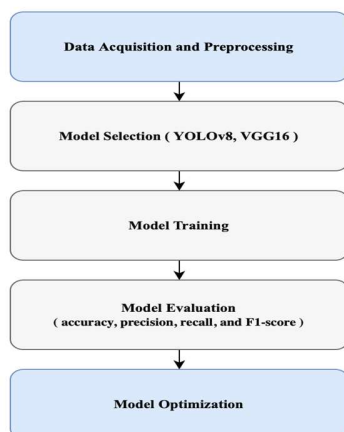 Data Acquisition and Preprocessing
Model Selection ( YOLOv8, VGG16 )
Model Training
Model Evaluation
( accuracy, precision, recall, and F1-score )
Model Optimization